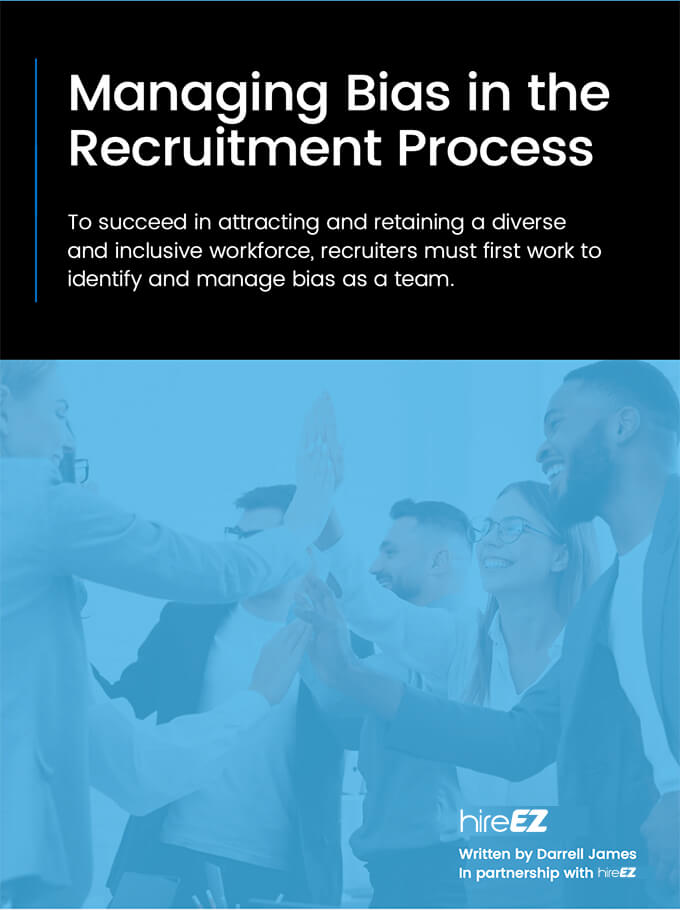 Managing Bias in the
Recruitment Process
To succeed in attracting and retaining a diverse
and inclusive workforce, recruiters must first work to
identify and manage bias as a team.
hireEZ
Written by Darrell James
In partnership with hireEZ